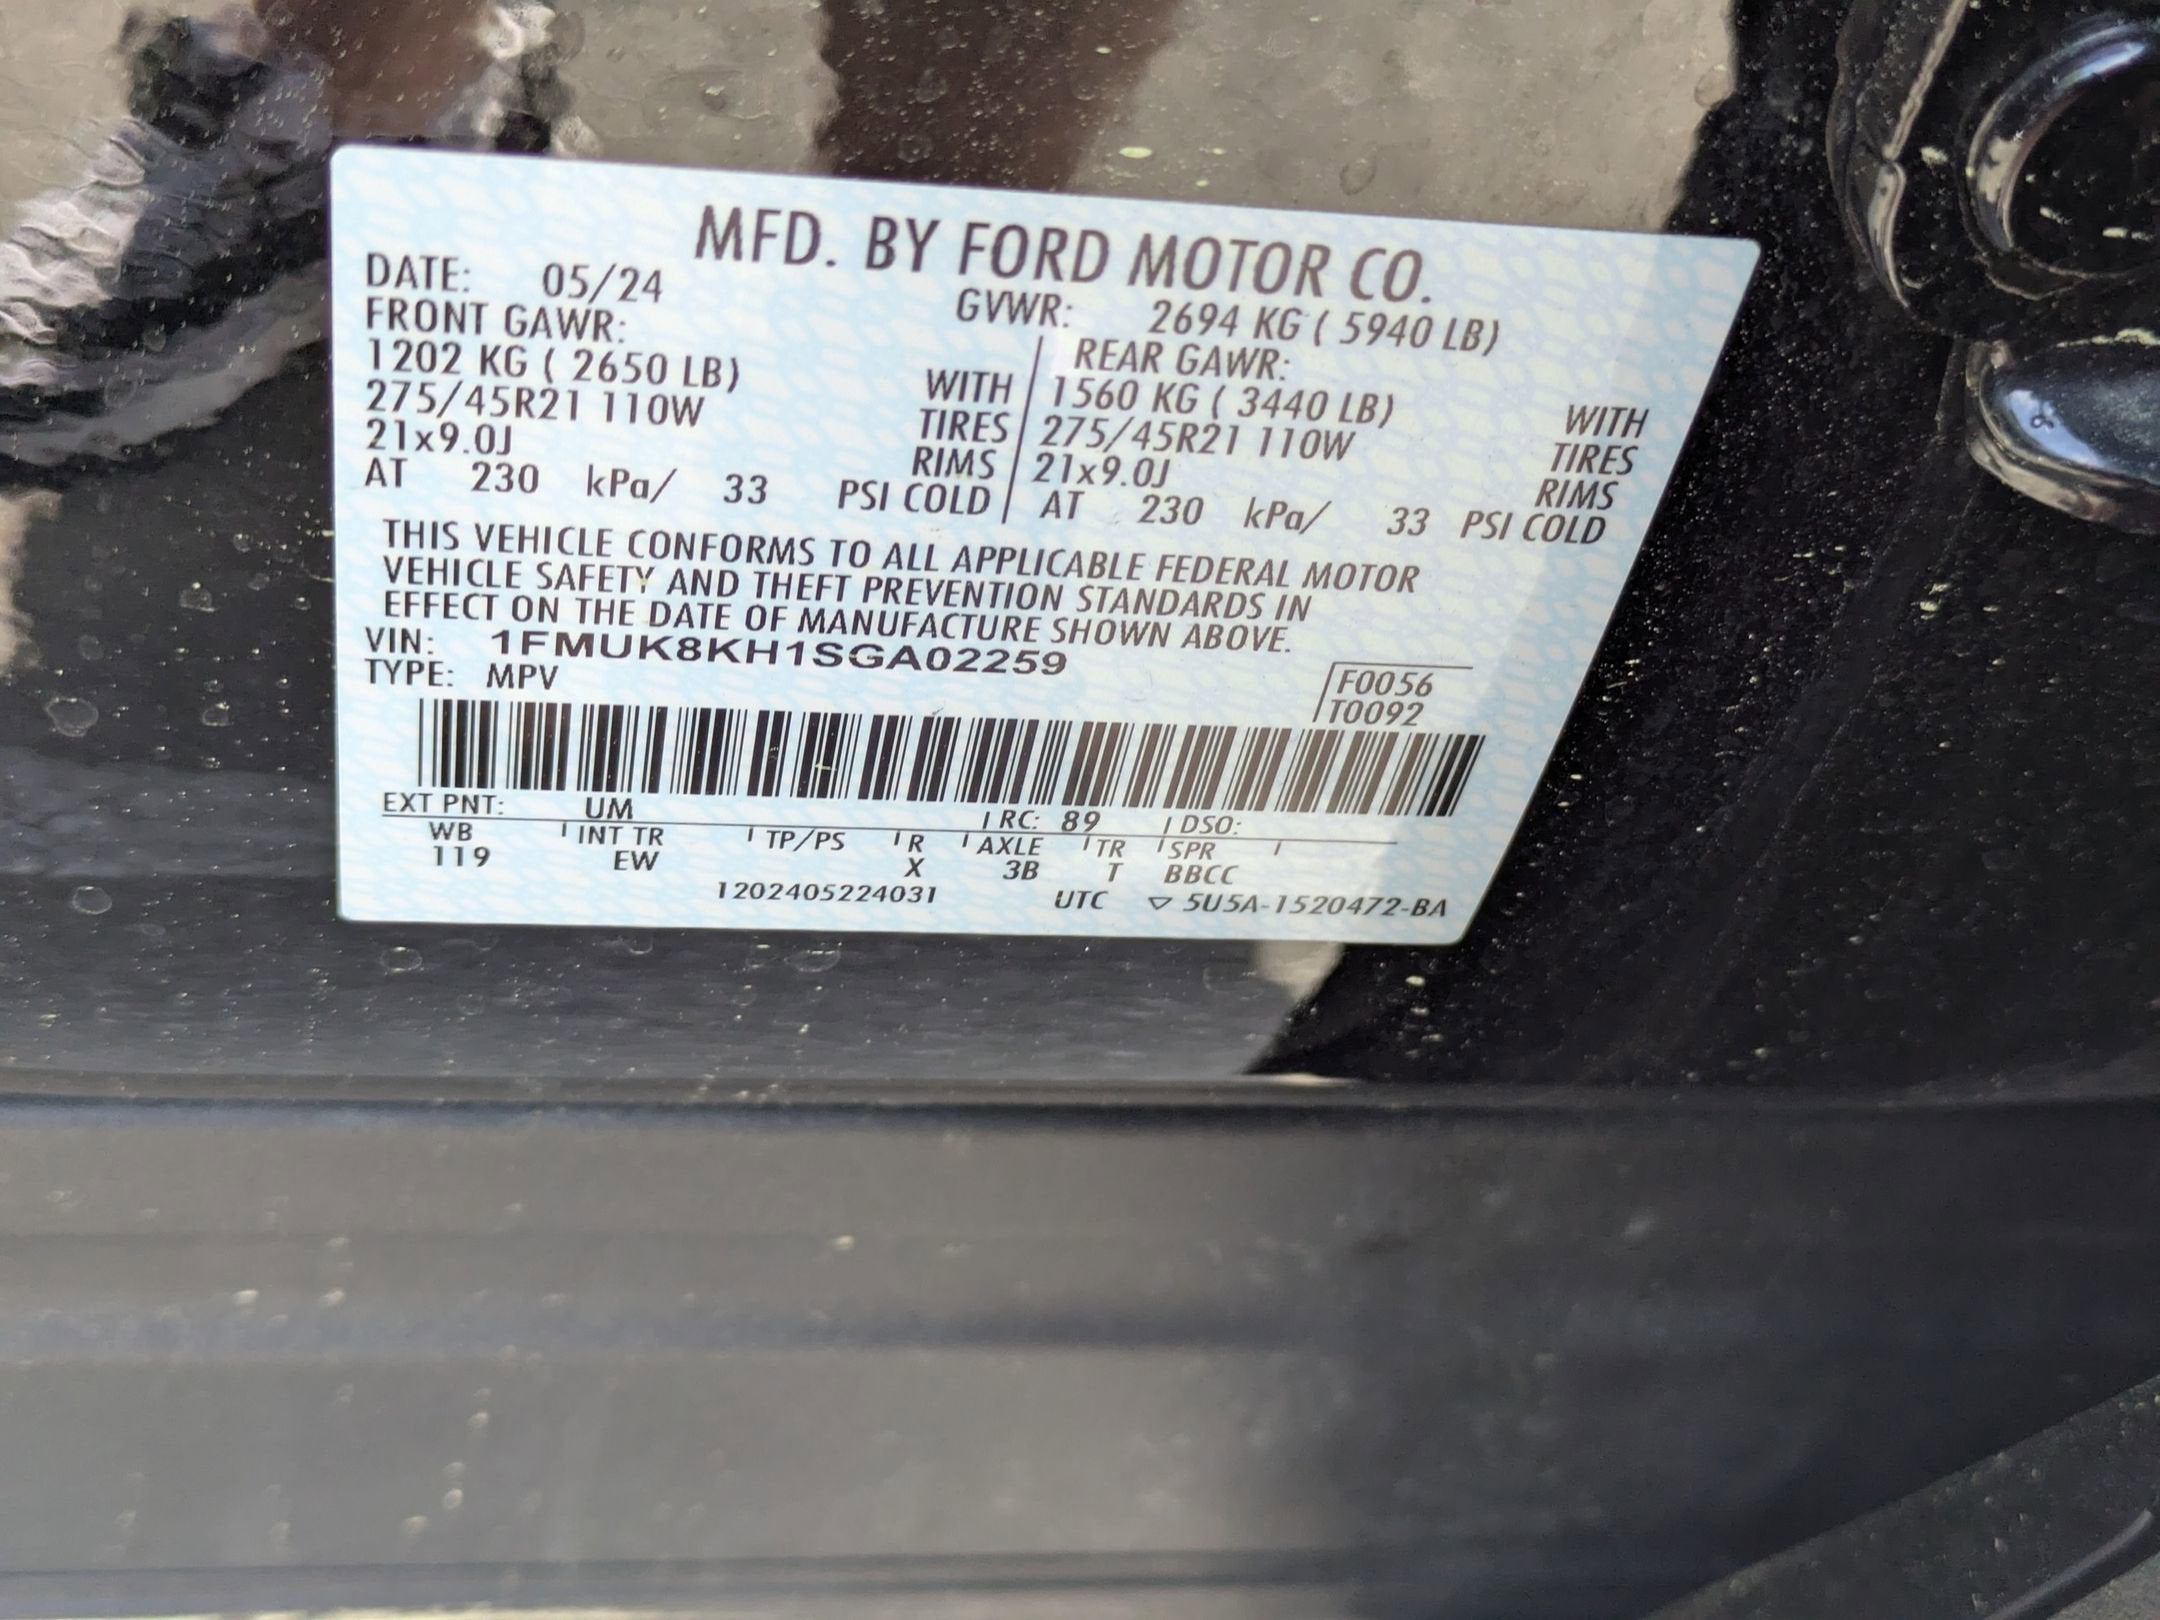 MFD. BY FORD MOTOR CO.
DATE: 05/24 GVWR: 2694 KG ( 5940 LB)
FRONT GAWR: REAR GAWR:
1202 KG ( 2650 LB) WITH 1560 KG ( 3440 LB) WITH
275/45R21 110W TIRES 275/45R21 110W TIRES
21x9.0J RIMS 21x9.0J RIMS
AT 230 kPa/ 33 PSI COLD AT 230 kPa/ 33 PSI COLD
THIS VEHICLE CONFORMS TO ALL APPLICABLE FEDERAL MOTOR
VEHICLE SAFETY AND THEFT PREVENTION STANDARDS IN
EFFECT ON THE DATE OF MANUFACTURE SHOWN ABOVE.
VIN: 1FMUK8KH1SGA02259
TYPE: MPV F0056
T0092
EXT PNT: UM RC: 89 DSO:
WB INT TR TP/PS R AXLE TR SPR
119 EW X 3B T BBCC
1202405224031 UTC ▽ 5U5A-1520472-BA